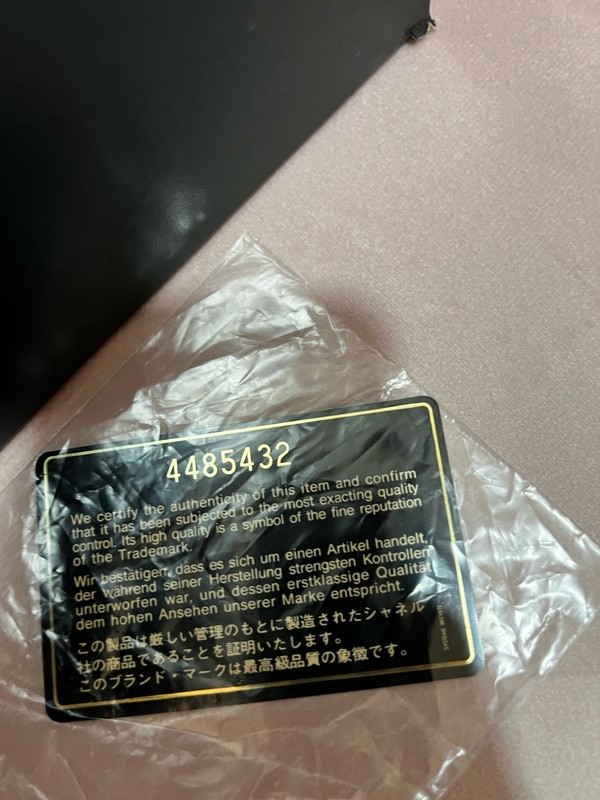 4485432
We certify the authenticity of this item and confirm
that it has been subjected to the most exacting quality
control. Its high quality is a symbol of the fine reputation
of the Trademark.
Wir bestätigen, dass es sich um einen Artikel handelt,
der während seiner Herstellung strengsten Kontrollen
unterworfen war, und dessen erstklassige Qualität
dem hohen Ansehen unserer Marke entspricht.
この製品は厳しい管理のもとに製造されたシャネル
社の商品であることを証明いたします。
このブランド・マークは最高級品質の象徴です。